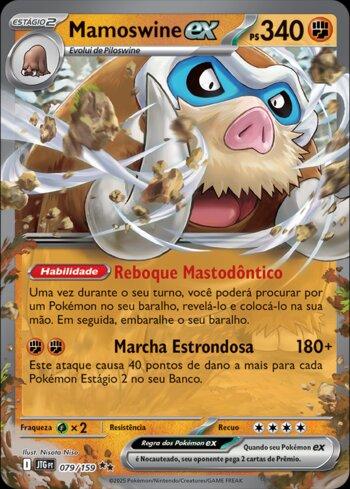 ESTÁGIO 2
Mamoswine ex
PS 340
Evolui de Piloswine
Habilidade Reboque Mastodôntico
Uma vez durante o seu turno, você poderá procurar por
um Pokémon no seu baralho, revelá-lo e colocá-lo na sua
mão. Em seguida, embaralhe o seu baralho.
Marcha Estrondosa 180+
Este ataque causa 40 pontos de dano a mais para cada
Pokémon Estágio 2 no seu Banco.
Fraqueza ×2 Resistência Recuo
Ilust. Nisota Niso
Regra dos Pokémon ex
Quando seu Pokémon ex
é Nocauteado, seu oponente pega 2 cartas de Prêmio.
I JTG PT 079/159
©2025 Pokémon/Nintendo/Creatures/GAME FREAK